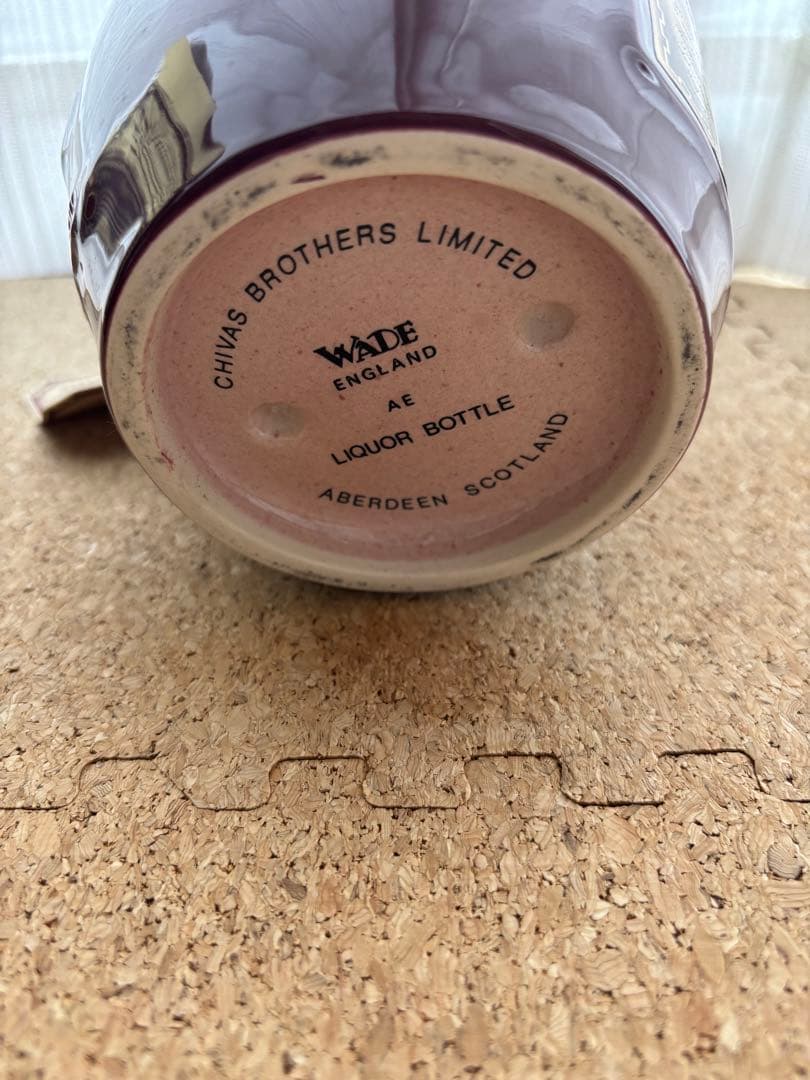 CHIVAS BROTHERS LIMITED
WADE
ENGLAND
AE
LIQUOR BOTTLE
ABERDEEN SCOTLAND